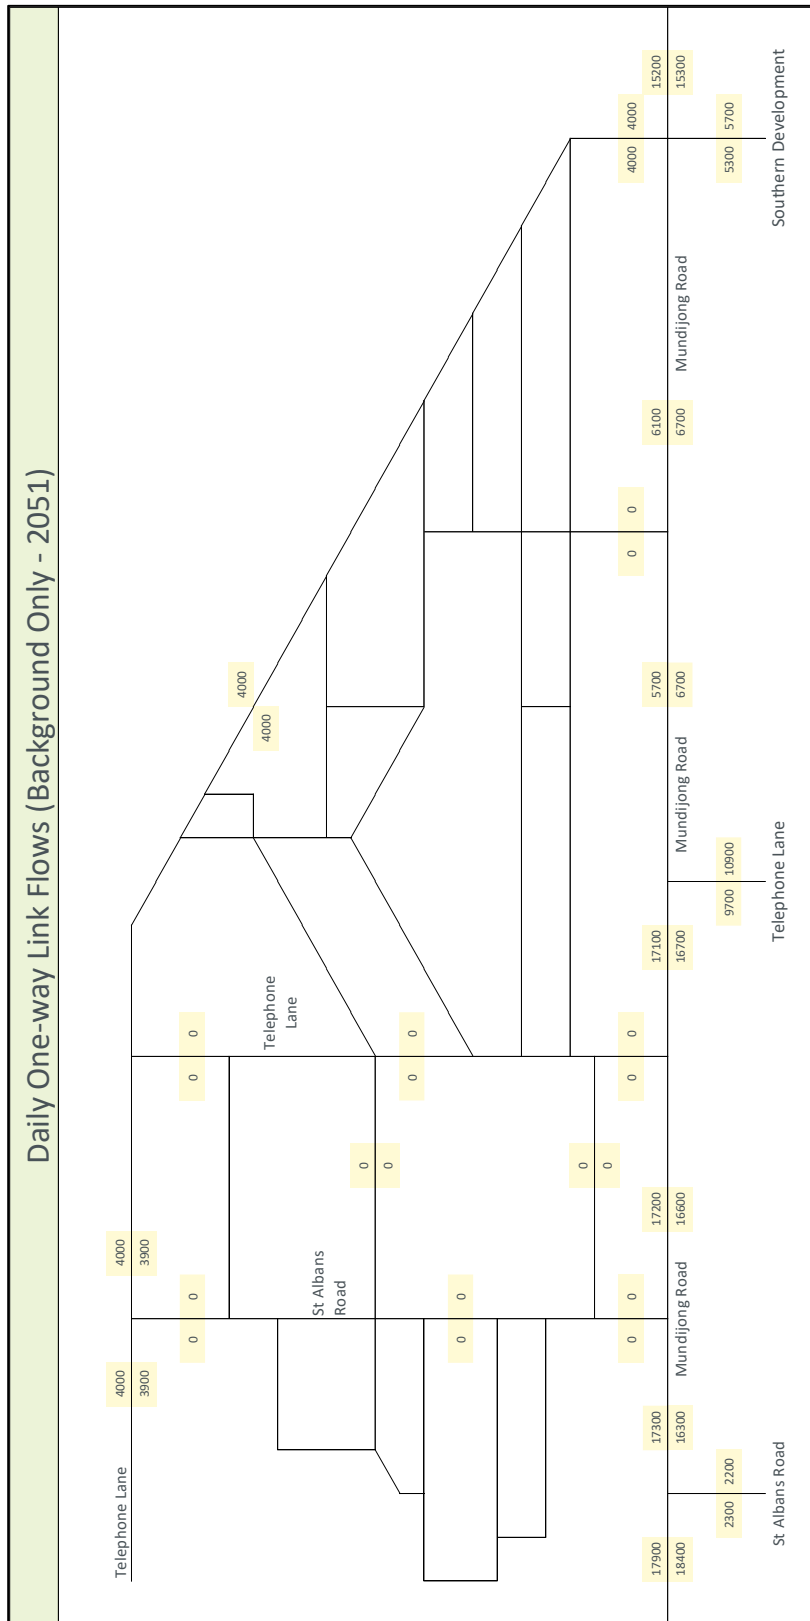 Daily One-way Link Flows (Background Only - 2051)
Telephone Lane 4000 4000
3900 3900
0 0 0 0
4000
4000
Telephone
Lane
St Albans
Road
0
0
0 0
0 0
0
0
0 0 0 0 0 0 4000 4000
17900 17300 17200 17100 5700 6100 15200
18400 16300 Mundijong Road 16600 16700 Mundijong Road 6700 6700 Mundijong Road 15300
2300 2200 9700 10900 5300 5700
St Albans Road Telephone Lane Southern Development